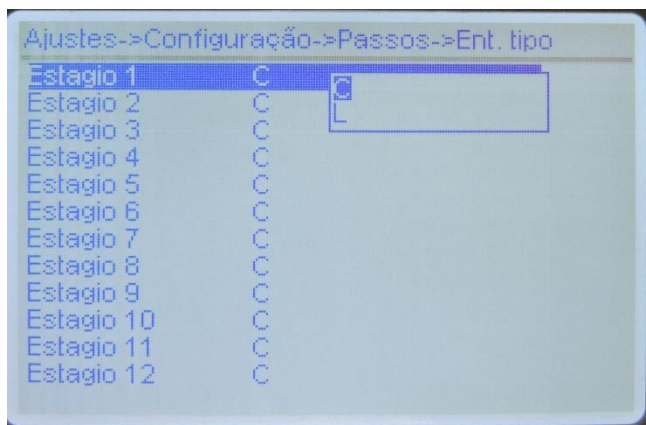 Ajustes->Configuração->Passos->Ent. tipo
Estagio 1 C
C
Estagio 2 C
L
Estagio 3 C
Estagio 4 C
Estagio 5 C
Estagio 6 C
Estagio 7 C
Estagio 8 C
Estagio 9 C
Estagio 10 C
Estagio 11 C
Estagio 12 C